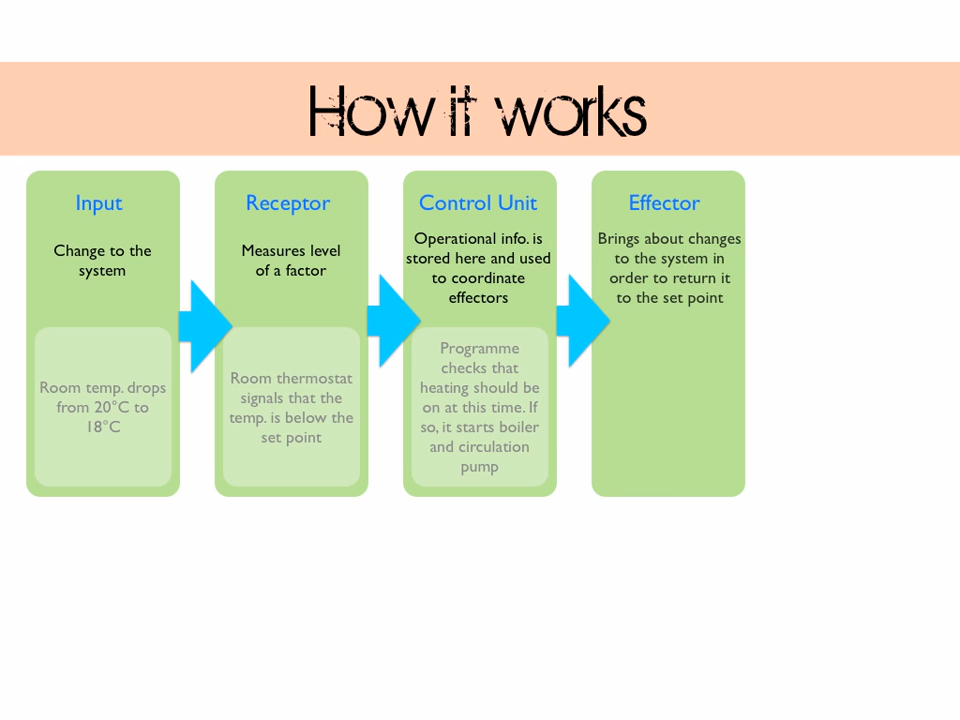 How it works
Input
Change to the
system
Room temp. drops
from 20°C to
18°C
Receptor
Measures level
of a factor
Room thermostat
signals that the
temp. is below the
set point
Control Unit
Operational info. is
stored here and used
to coordinate
effectors
Programme
checks that
heating should be
on at this time. If
so, it starts boiler
and circulation
pump
Effector
Brings about changes
to the system in
order to return it
to the set point